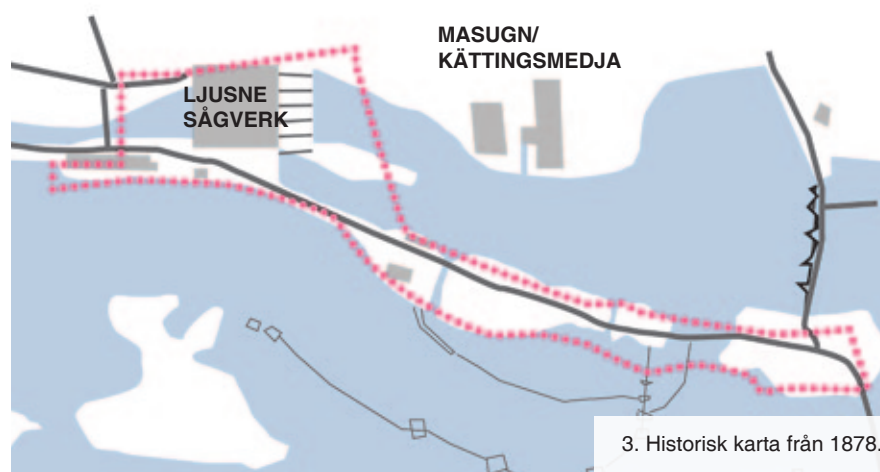 MASUGN/
KÄTTINGSMEDJA
LJUSNE
SÅGVERK
3. Historisk karta från 1878.